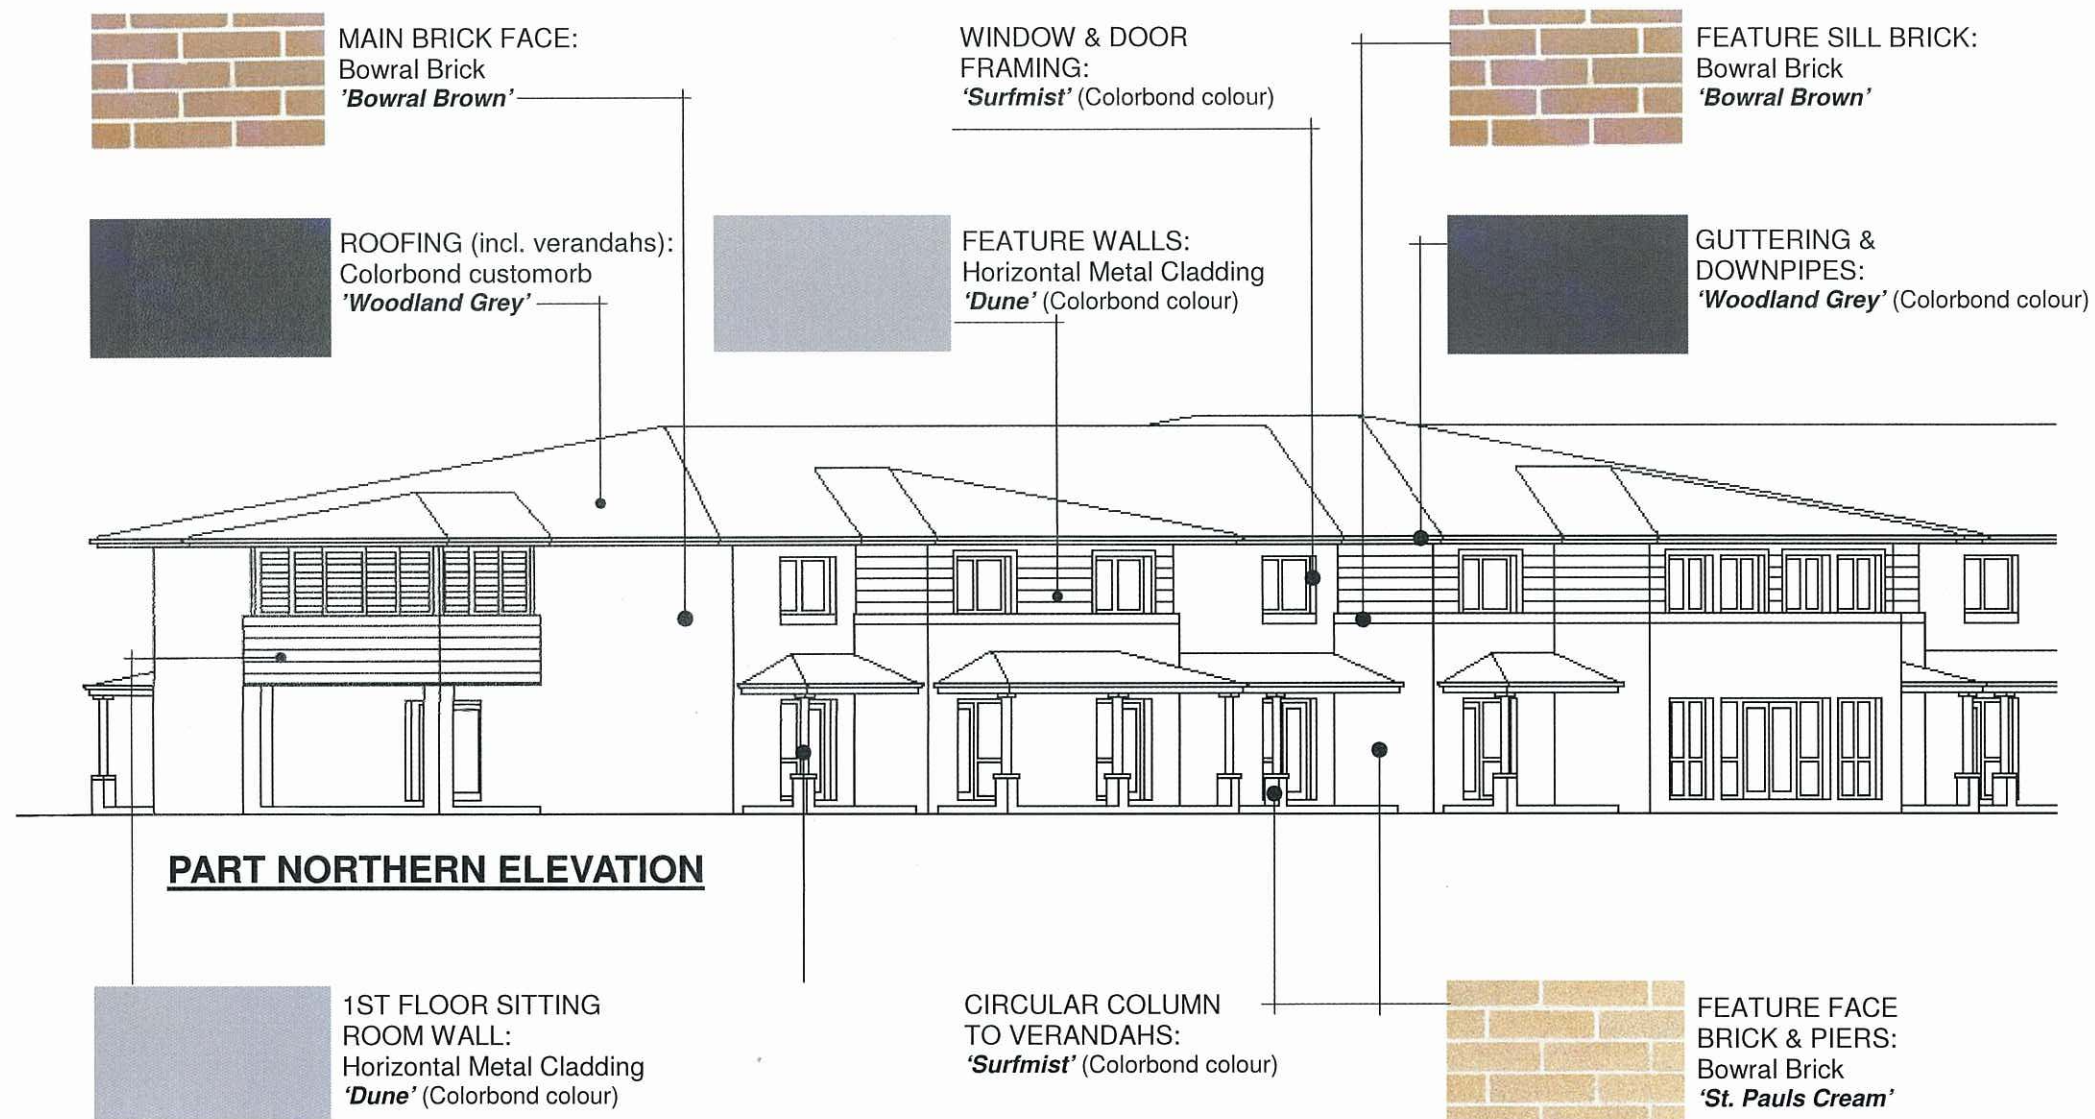 MAIN BRICK FACE:
Bowral Brick
'Bowral Brown'
WINDOW & DOOR
FRAMING:
‘Surfmist’ (Colorbond colour)
FEATURE SILL BRICK:
Bowral Brick
‘Bowral Brown’
ROOFING (incl. verandahs):
Colorbond customorb
‘Woodland Grey’
FEATURE WALLS:
Horizontal Metal Cladding
‘Dune’ (Colorbond colour)
GUTTERING &
DOWNPIPES:
‘Woodland Grey’ (Colorbond colour)
PART NORTHERN ELEVATION
1ST FLOOR SITTING
ROOM WALL:
Horizontal Metal Cladding
‘Dune’ (Colorbond colour)
CIRCULAR COLUMN
TO VERANDAHS:
‘Surfmist’ (Colorbond colour)
FEATURE FACE
BRICK & PIERS:
Bowral Brick
‘St. Pauls Cream’